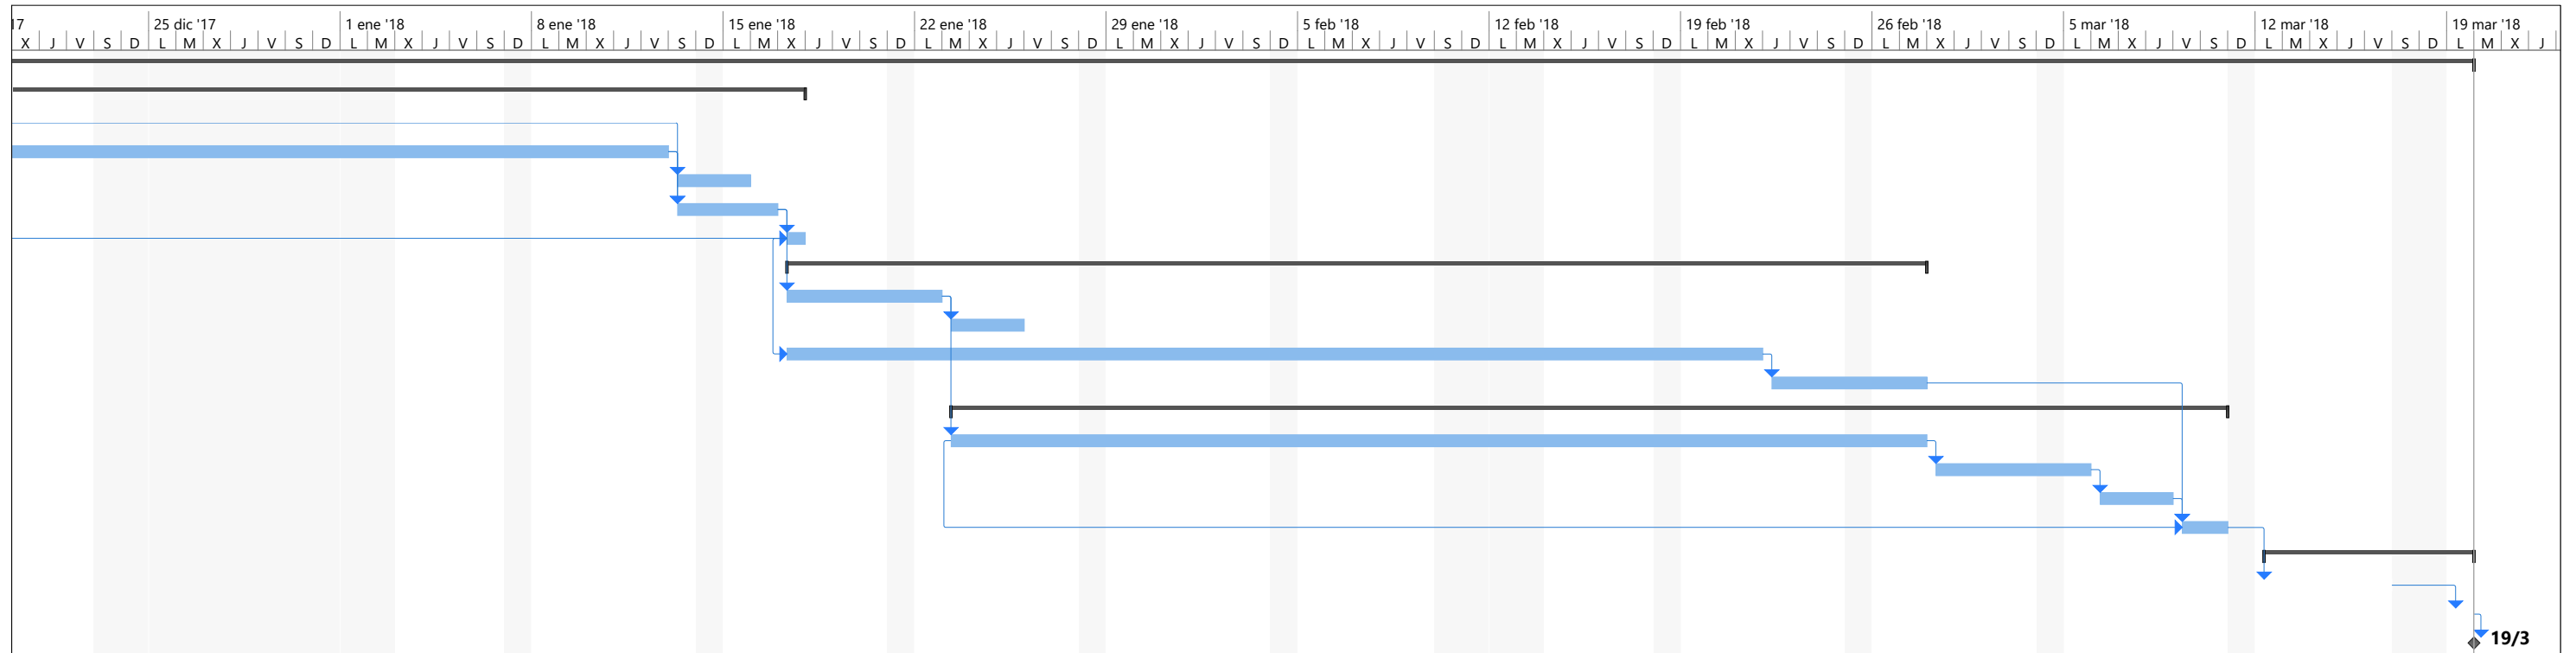 17 25 dic '17 1 ene '18 8 ene '18 15 ene '18 22 ene '18 29 ene '18 5 feb '18 12 feb '18 19 feb '18 26 feb '18 5 mar '18 12 mar '18 19 mar '18
X J V S D L M X J V S D L M X J V S D L M X J V S D L M X J V S D L M X J V S D L M X J V S D L M X J V S D L M X J V S D L M X J V S D L M X J V S D L M X J V S D L M X J V S D L M X J
19/3